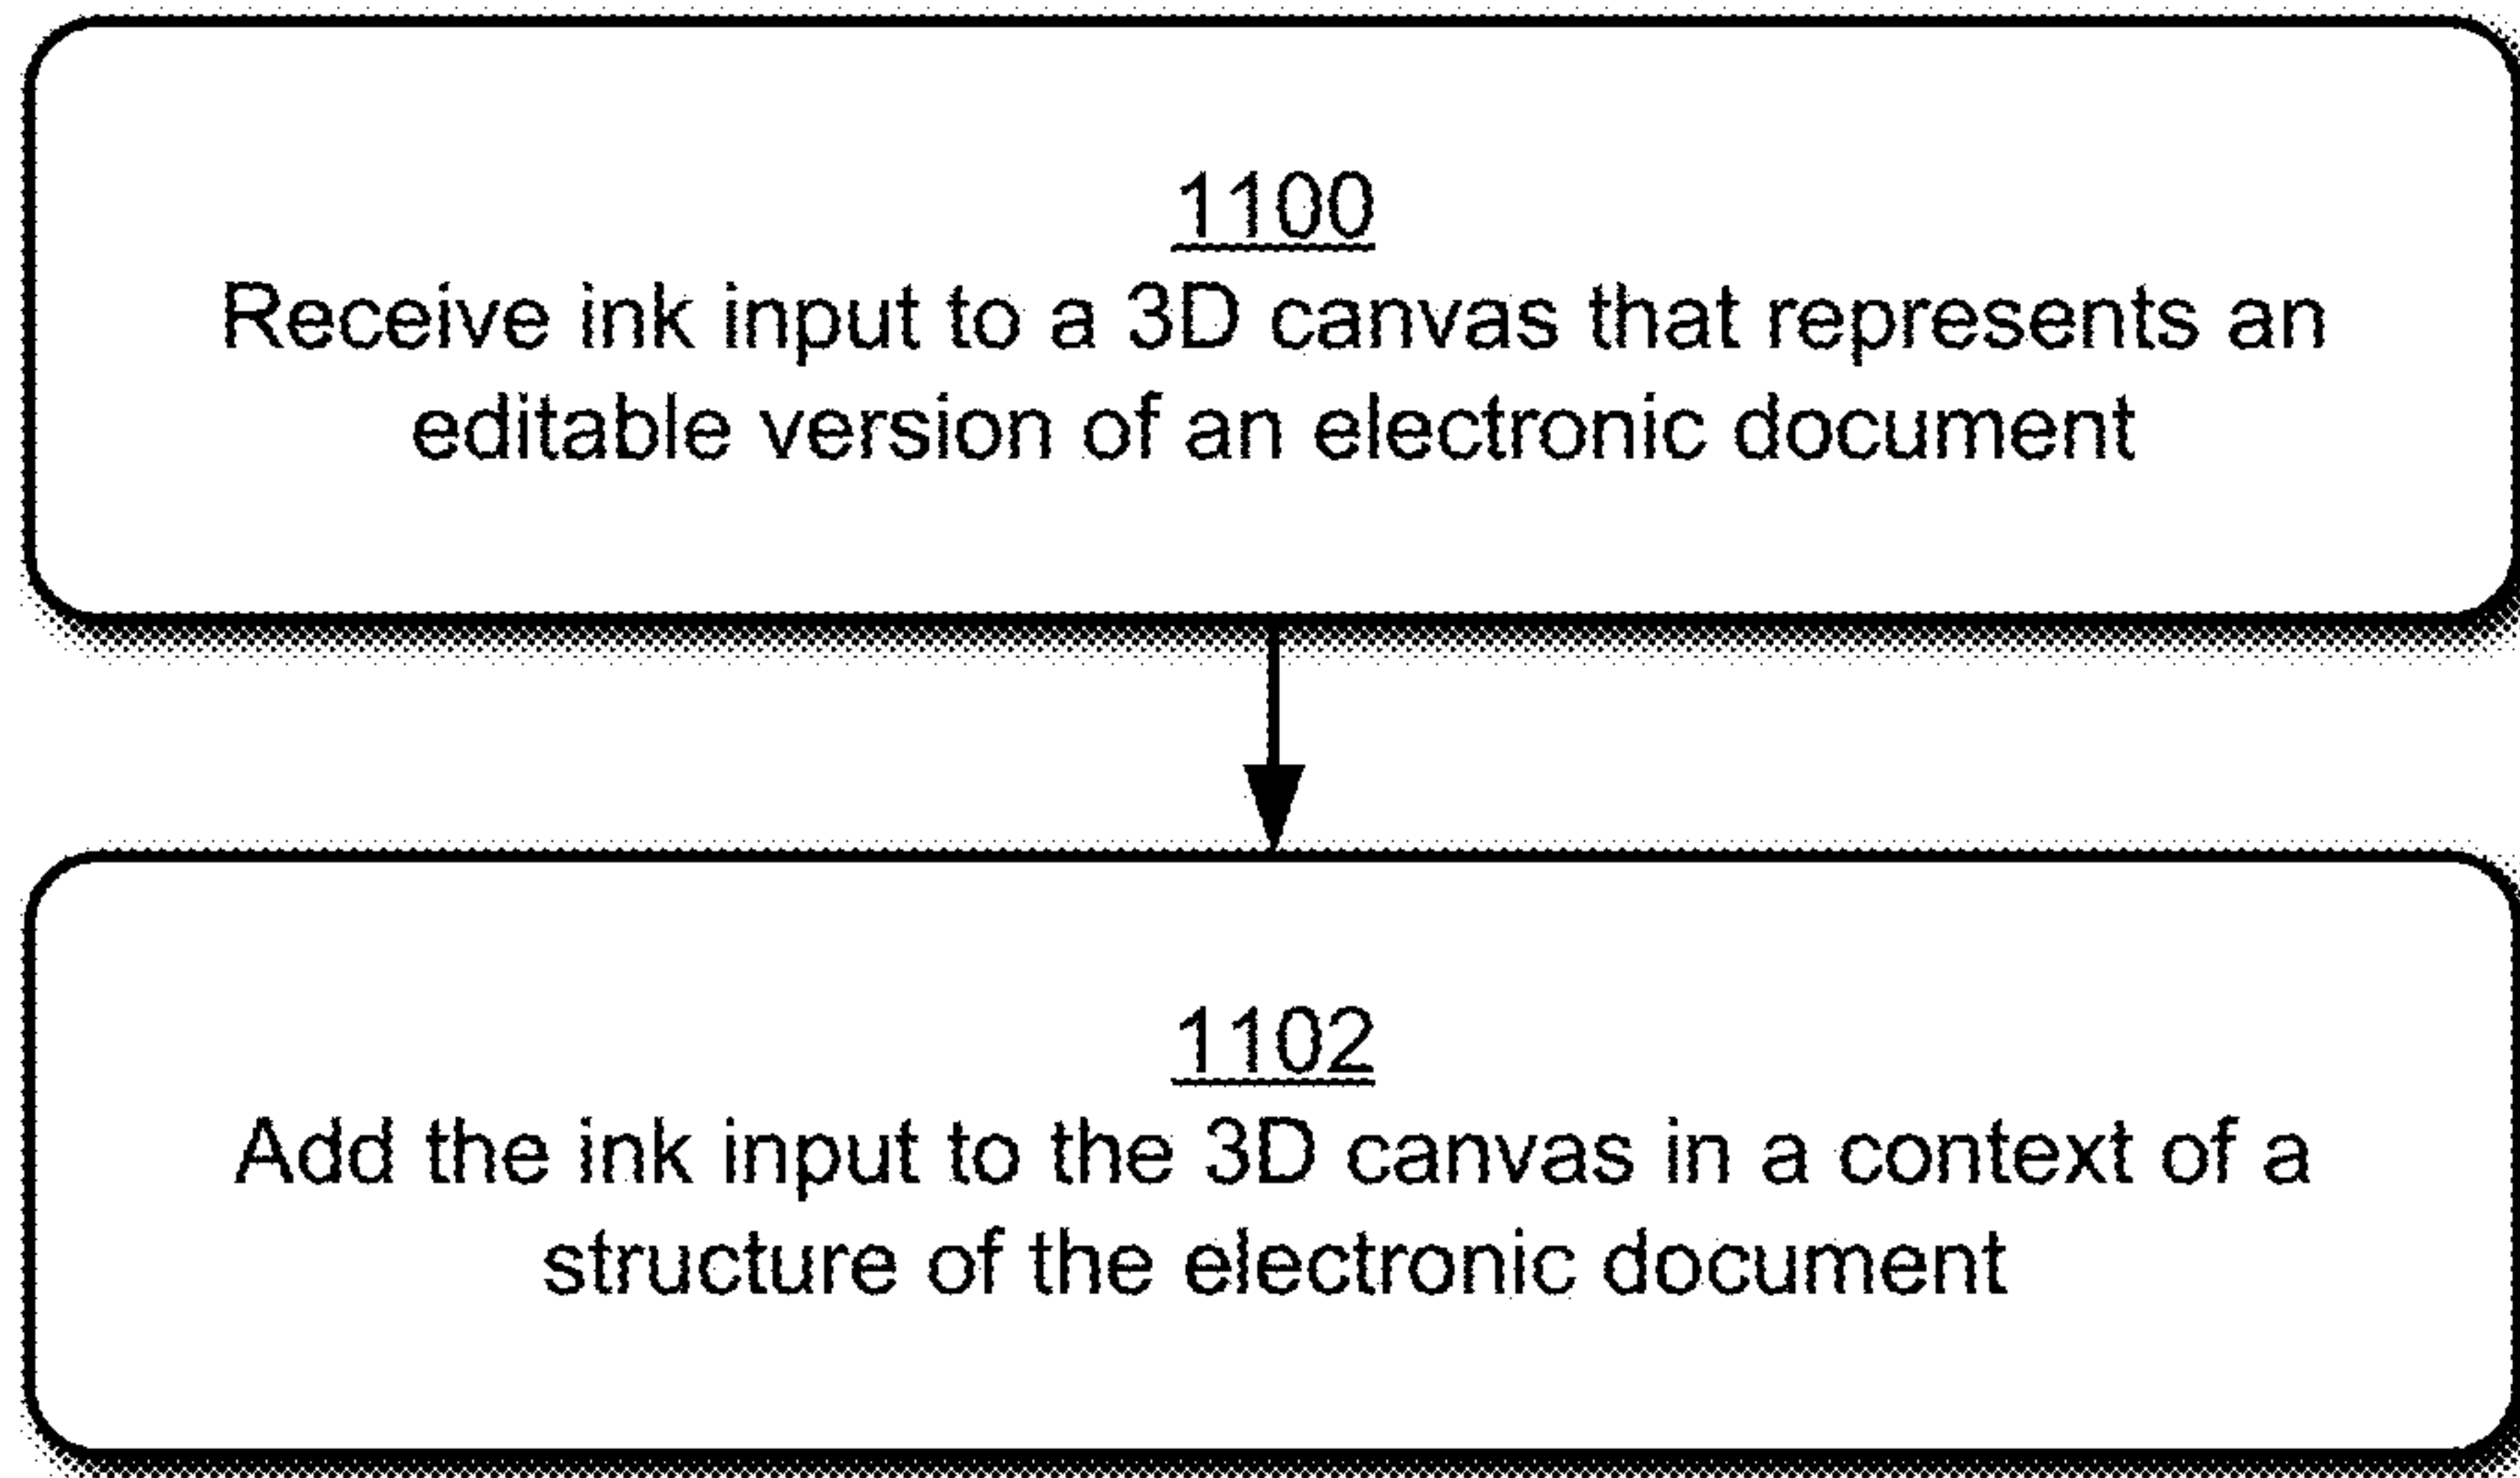 1100
Receive ink input to a 3D canvas that represents an
editable version of an electronic document
1102
Add the ink input to the 3D canvas in a context of a
structure of the electronic document